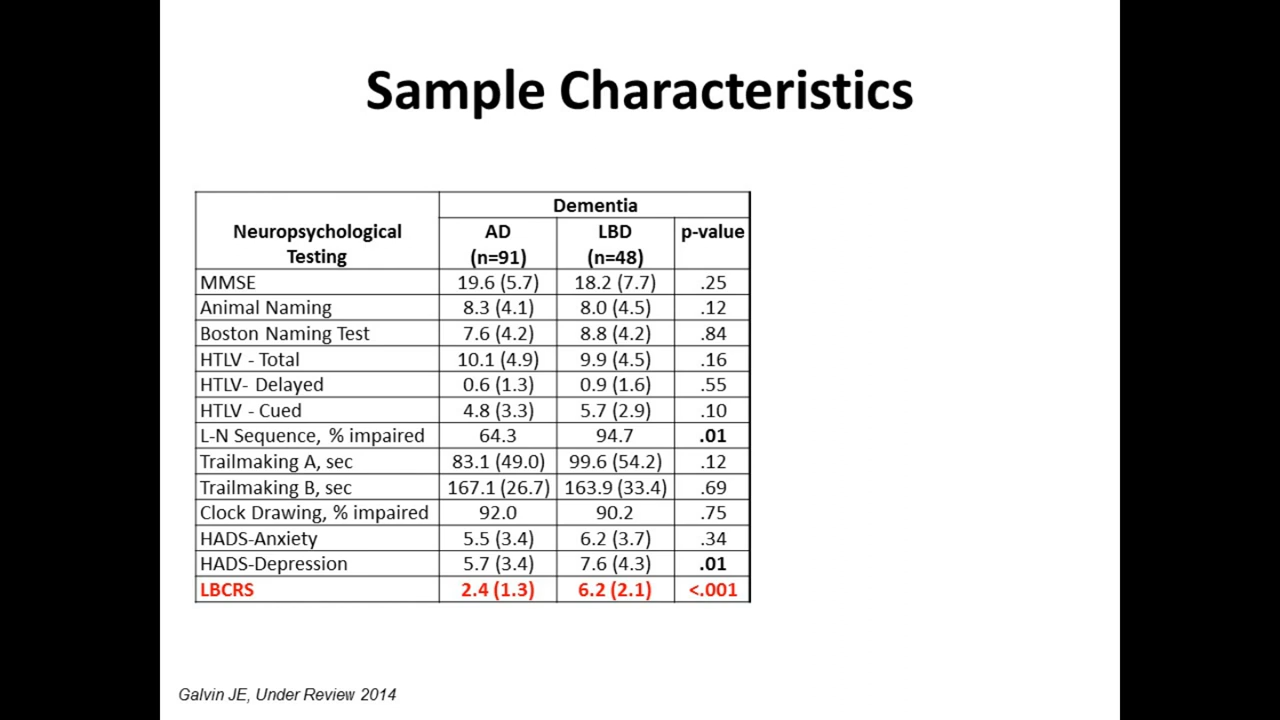 Sample Characteristics
Neuropsychological Testing Dementia
AD (n=91) LBD (n=48) p-value
MMSE 19.6 (5.7) 18.2 (7.7) .25
Animal Naming 8.3 (4.1) 8.0 (4.5) .12
Boston Naming Test 7.6 (4.2) 8.8 (4.2) .84
HTLV - Total 10.1 (4.9) 9.9 (4.5) .16
HTLV- Delayed 0.6 (1.3) 0.9 (1.6) .55
HTLV - Cued 4.8 (3.3) 5.7 (2.9) .10
L-N Sequence, % impaired 64.3 94.7 .01
Trailmaking A, sec 83.1 (49.0) 99.6 (54.2) .12
Trailmaking B, sec 167.1 (26.7) 163.9 (33.4) .69
Clock Drawing, % impaired 92.0 90.2 .75
HADS-Anxiety 5.5 (3.4) 6.2 (3.7) .34
HADS-Depression 5.7 (3.4) 7.6 (4.3) .01
LBCRS 2.4 (1.3) 6.2 (2.1) <.001
Galvin JE, Under Review 2014